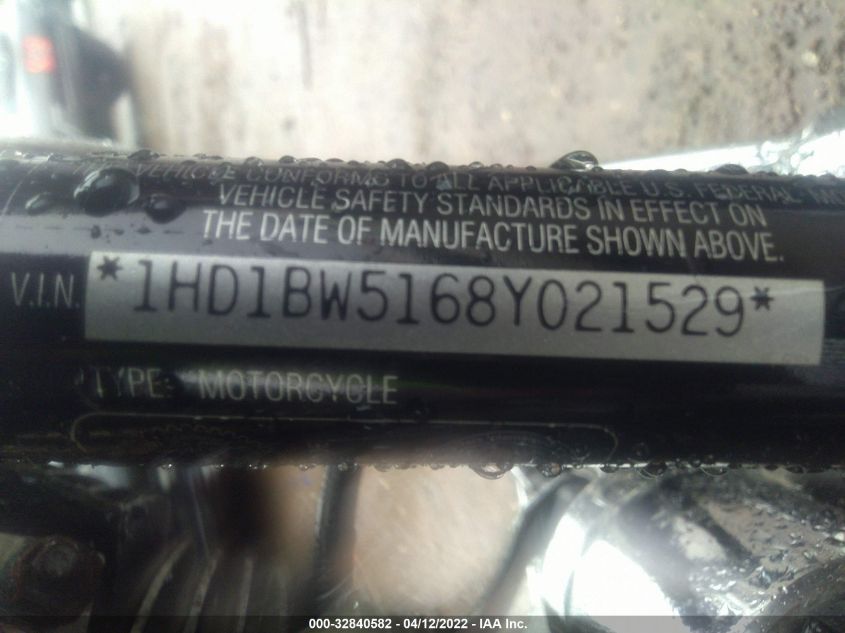 VEHICLE CONFORMS TO ALL APPLICABLE U.S. FEDERAL
VEHICLE SAFETY STANDARDS IN EFFECT ON
THE DATE OF MANUFACTURE SHOWN ABOVE.
V.I.N. *1HD1BW5168Y021529*
TYPE: MOTORCYCLE
000-32840582 - 04/12/2022 - IAA Inc.